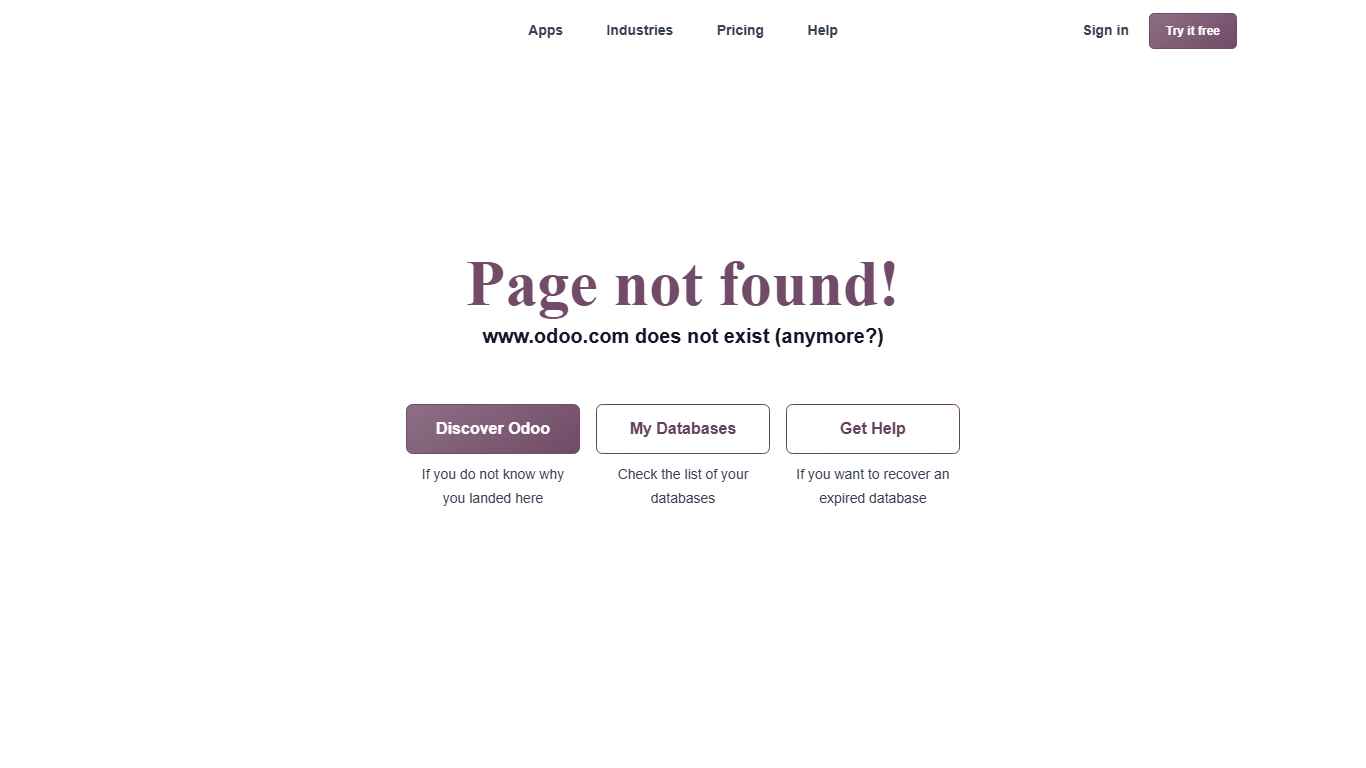 Apps Industries Pricing Help Sign in Try it free
Page not found!
www.odoo.com does not exist (anymore?)
Discover Odoo My Databases Get Help
If you do not know why Check the list of your If you want to recover an
you landed here databases expired database